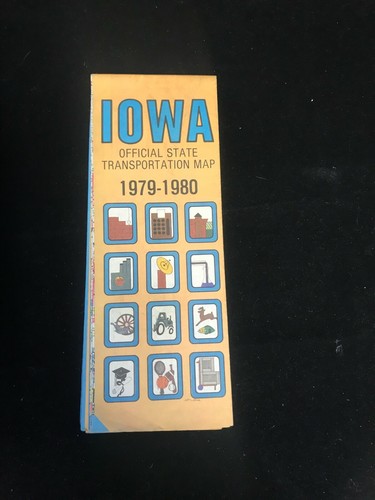 IOWA
OFFICIAL STATE
TRANSPORTATION MAP
1979-1980